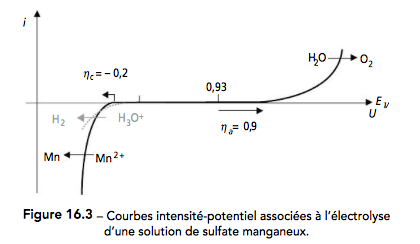 i
ηc = – 0,2
0,93
H₂O → O₂
E_V
U
H₂
H₃O⁺
ηa = 0,9
Mn
Mn²⁺
Figure 16.3 – Courbes intensité-potentiel associées à l'électrolyse
d'une solution de sulfate manganeux.